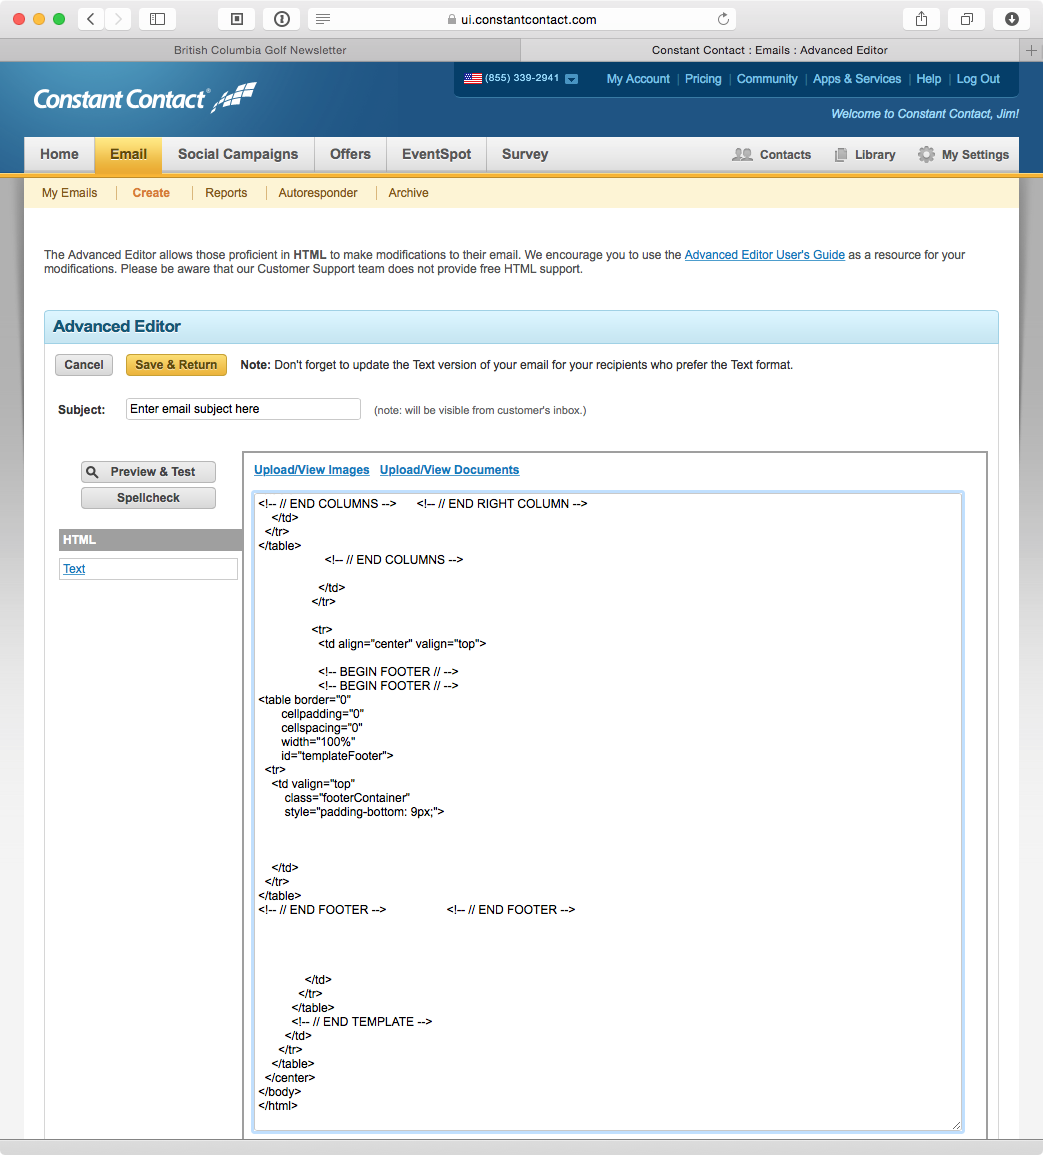 ui.constantcontact.com
British Columbia Golf Newsletter
Constant Contact : Emails : Advanced Editor
Constant Contact®
(855) 339-2941
My Account | Pricing | Community | Apps & Services | Help | Log Out
Welcome to Constant Contact, Jim!
Home Email Social Campaigns Offers EventSpot Survey Contacts Library My Settings
My Emails Create Reports Autoresponder Archive
The Advanced Editor allows those proficient in HTML to make modifications to their email. We encourage you to use the Advanced Editor User's Guide as a resource for your
modifications. Please be aware that our Customer Support team does not provide free HTML support.
Advanced Editor
Cancel Save & Return Note: Don't forget to update the Text version of your email for your recipients who prefer the Text format.
Subject: Enter email subject here (note: will be visible from customer's inbox.)
Preview & Test
Spellcheck
HTML
Text
Upload/View Images Upload/View Documents
<!-- // END COLUMNS --> <!-- // END RIGHT COLUMN -->
</td>
</tr>
</table>
<!-- // END COLUMNS -->
</td>
</tr>
<tr>
<td align="center" valign="top">
<!-- BEGIN FOOTER // -->
<!-- BEGIN FOOTER // -->
<table border="0"
cellpadding="0"
cellspacing="0"
width="100%"
id="templateFooter">
<tr>
<td valign="top"
class="footerContainer"
style="padding-bottom: 9px;">
</td>
</tr>
</table>
<!-- // END FOOTER --> <!-- // END FOOTER -->
</td>
</tr>
</table>
<!-- // END TEMPLATE -->
</td>
</tr>
</table>
</center>
</body>
</html>